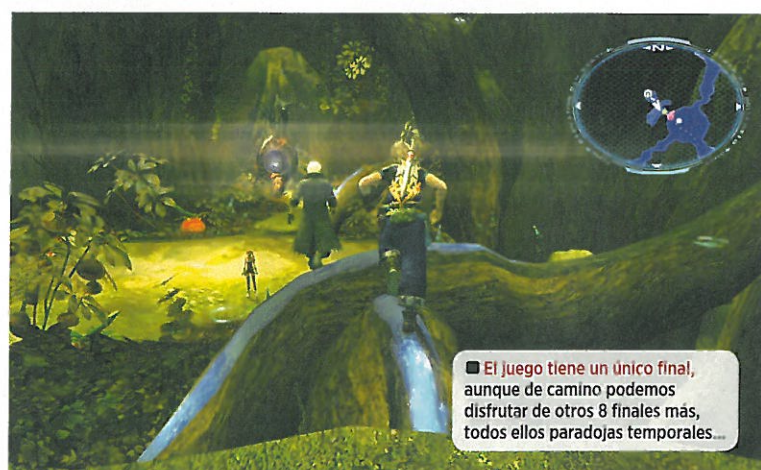 N
■ El juego tiene un único final,
aunque de camino podemos
disfrutar de otros 8 finales más,
todos ellos paradojas temporales...